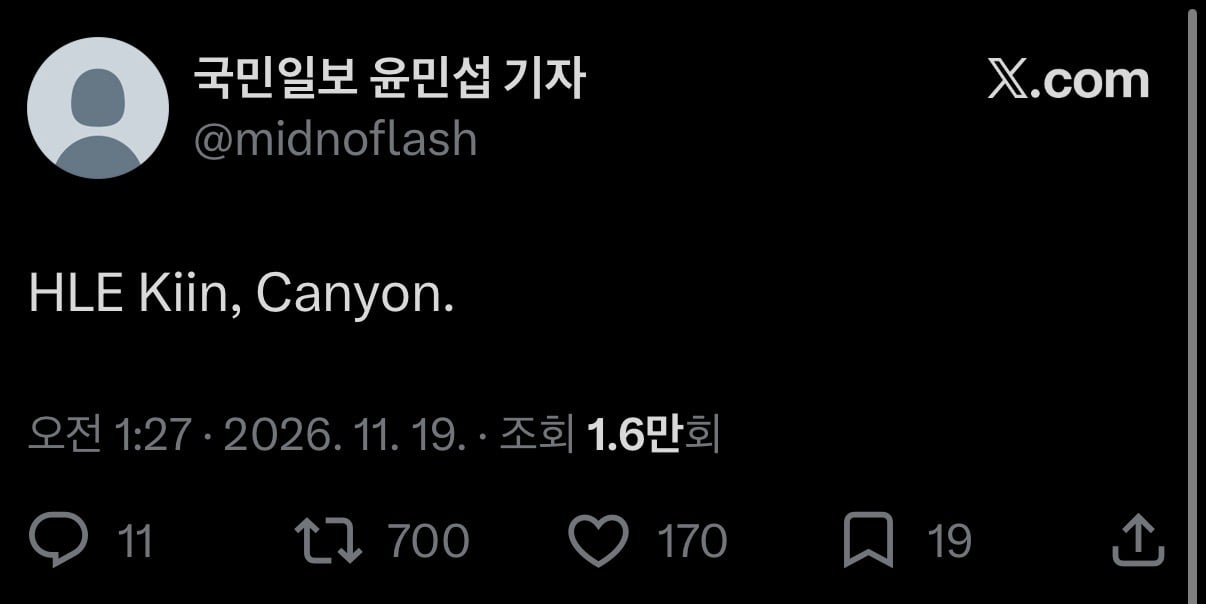 국민일보 윤민섭 기자
𝕏.com
@midnoflash
HLE Kiin, Canyon.
오전 1:27 · 2026. 11. 19. · 조회 1.6만회
11 700 170 19